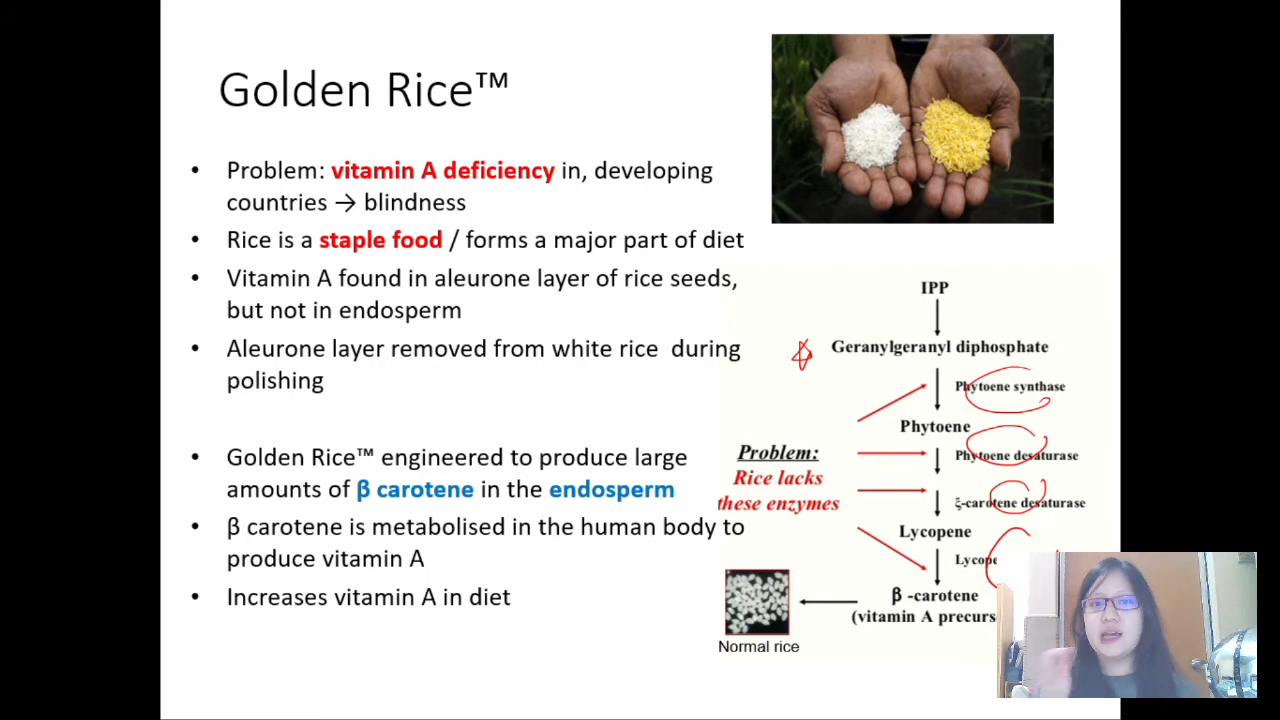 Golden Rice™
• Problem: vitamin A deficiency in, developing
countries → blindness
• Rice is a staple food / forms a major part of diet
• Vitamin A found in aleurone layer of rice seeds,
but not in endosperm
• Aleurone layer removed from white rice during
polishing
• Golden Rice™ engineered to produce large
amounts of β carotene in the endosperm
• β carotene is metabolised in the human body to
produce vitamin A
• Increases vitamin A in diet
IPP
Geranylgeranyl diphosphate
Phytoene synthase
Phytoene
Phytoene desaturase
Problem:
Rice lacks
these enzymes
ξ-carotene desaturase
Lycopene
Lycope
β -carotene
(vitamin A precurs
Normal rice